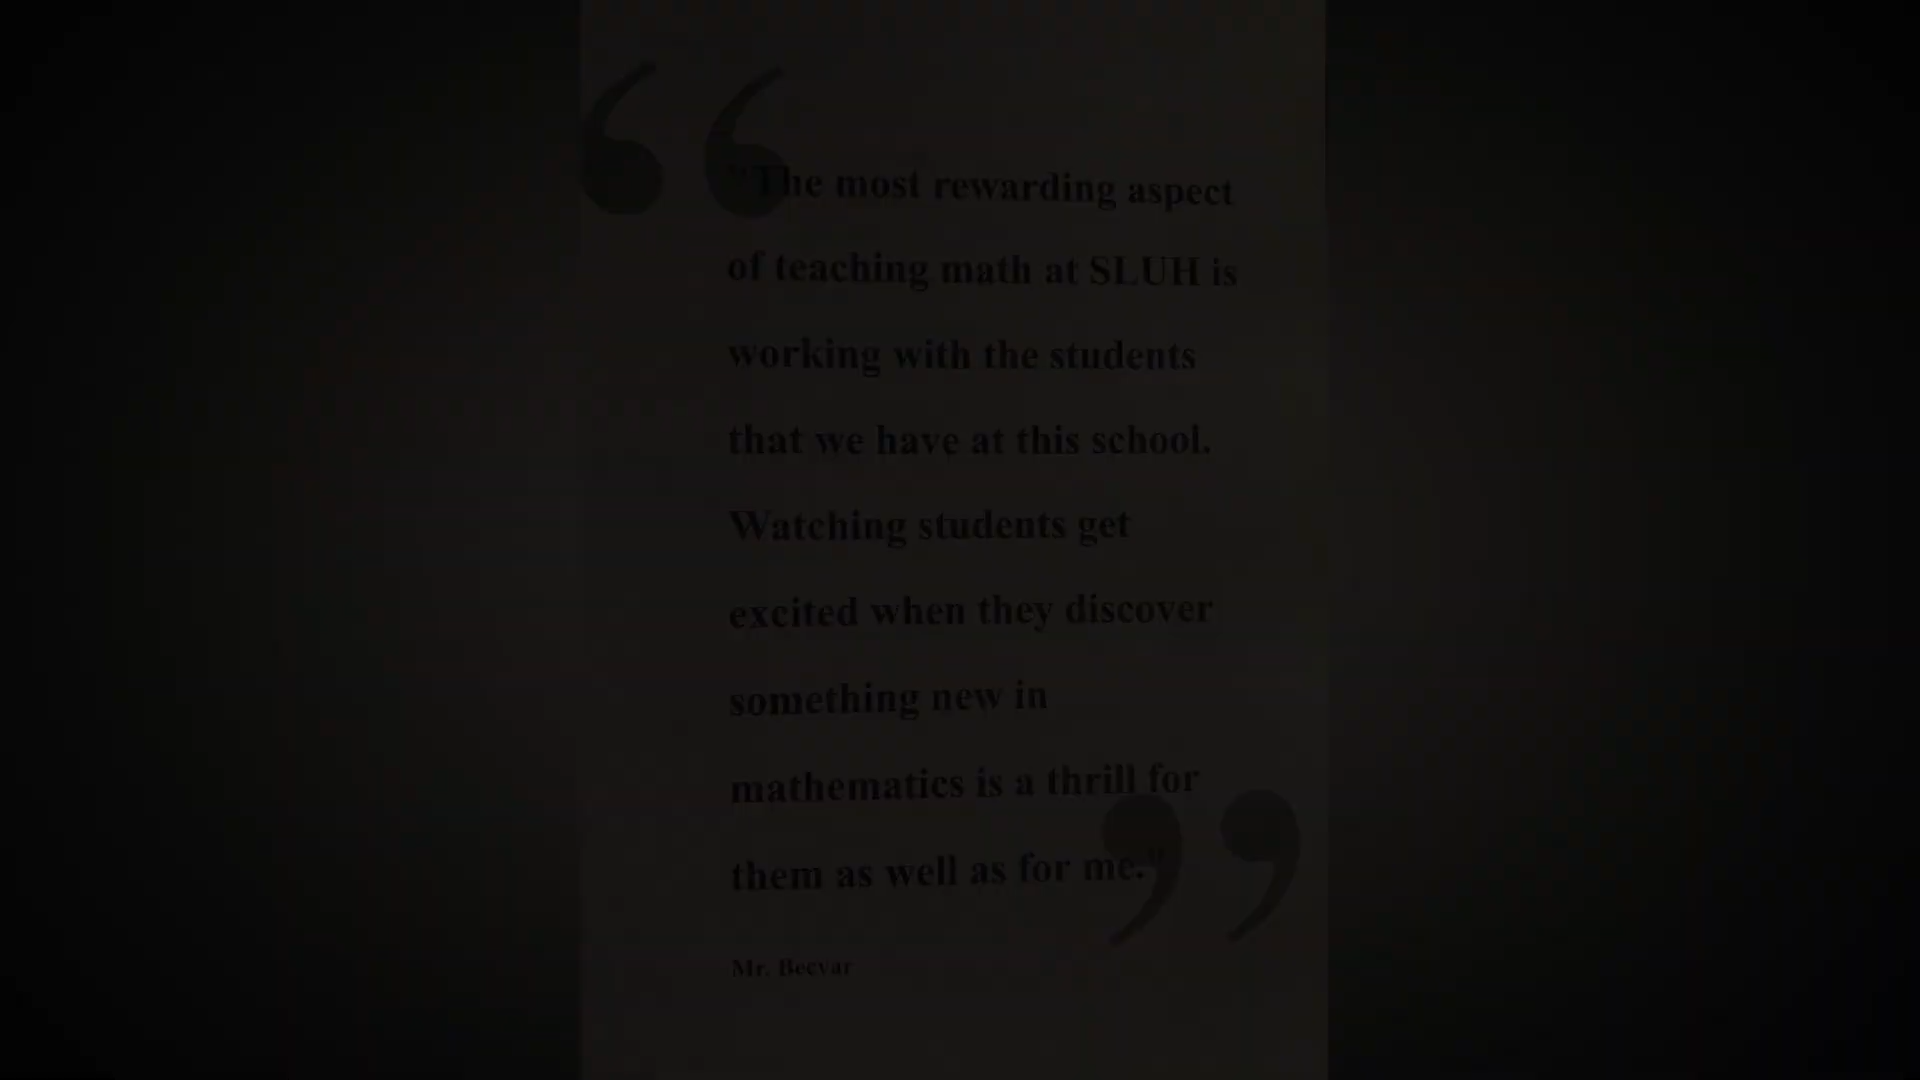 "The most rewarding aspect
of teaching math at SLUH is
working with the students
that we have at this school.
Watching students get
excited when they discover
something new in
mathematics is a thrill for
them as well as for me."
Mr. Becvar